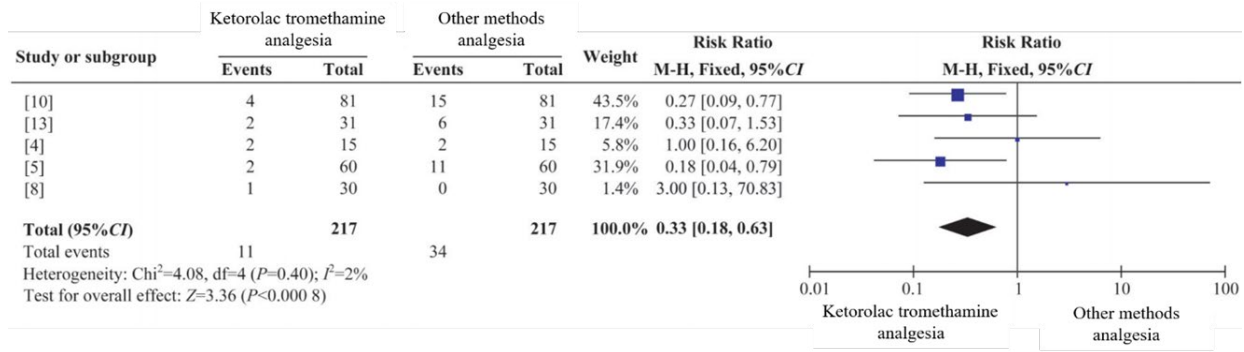 Ketorolac tromethamine analgesia Other methods analgesia
Study or subgroup Events Total Events Total Weight Risk Ratio M-H, Fixed, 95%CI Risk Ratio M-H, Fixed, 95%CI
[10] 4 81 15 81 43.5% 0.27 [0.09, 0.77]
[13] 2 31 6 31 17.4% 0.33 [0.07, 1.53]
[4] 2 15 2 15 5.8% 1.00 [0.16, 6.20]
[5] 2 60 11 60 31.9% 0.18 [0.04, 0.79]
[8] 1 30 0 30 1.4% 3.00 [0.13, 70.83]
Total (95%CI) 217 217 100.0% 0.33 [0.18, 0.63]
Total events 11 34
Heterogeneity: Chi²=4.08, df=4 (P=0.40); I²=2%
Test for overall effect: Z=3.36 (P<0.000 8)
0.01 0.1 1 10 100
Ketorolac tromethamine analgesia Other methods analgesia